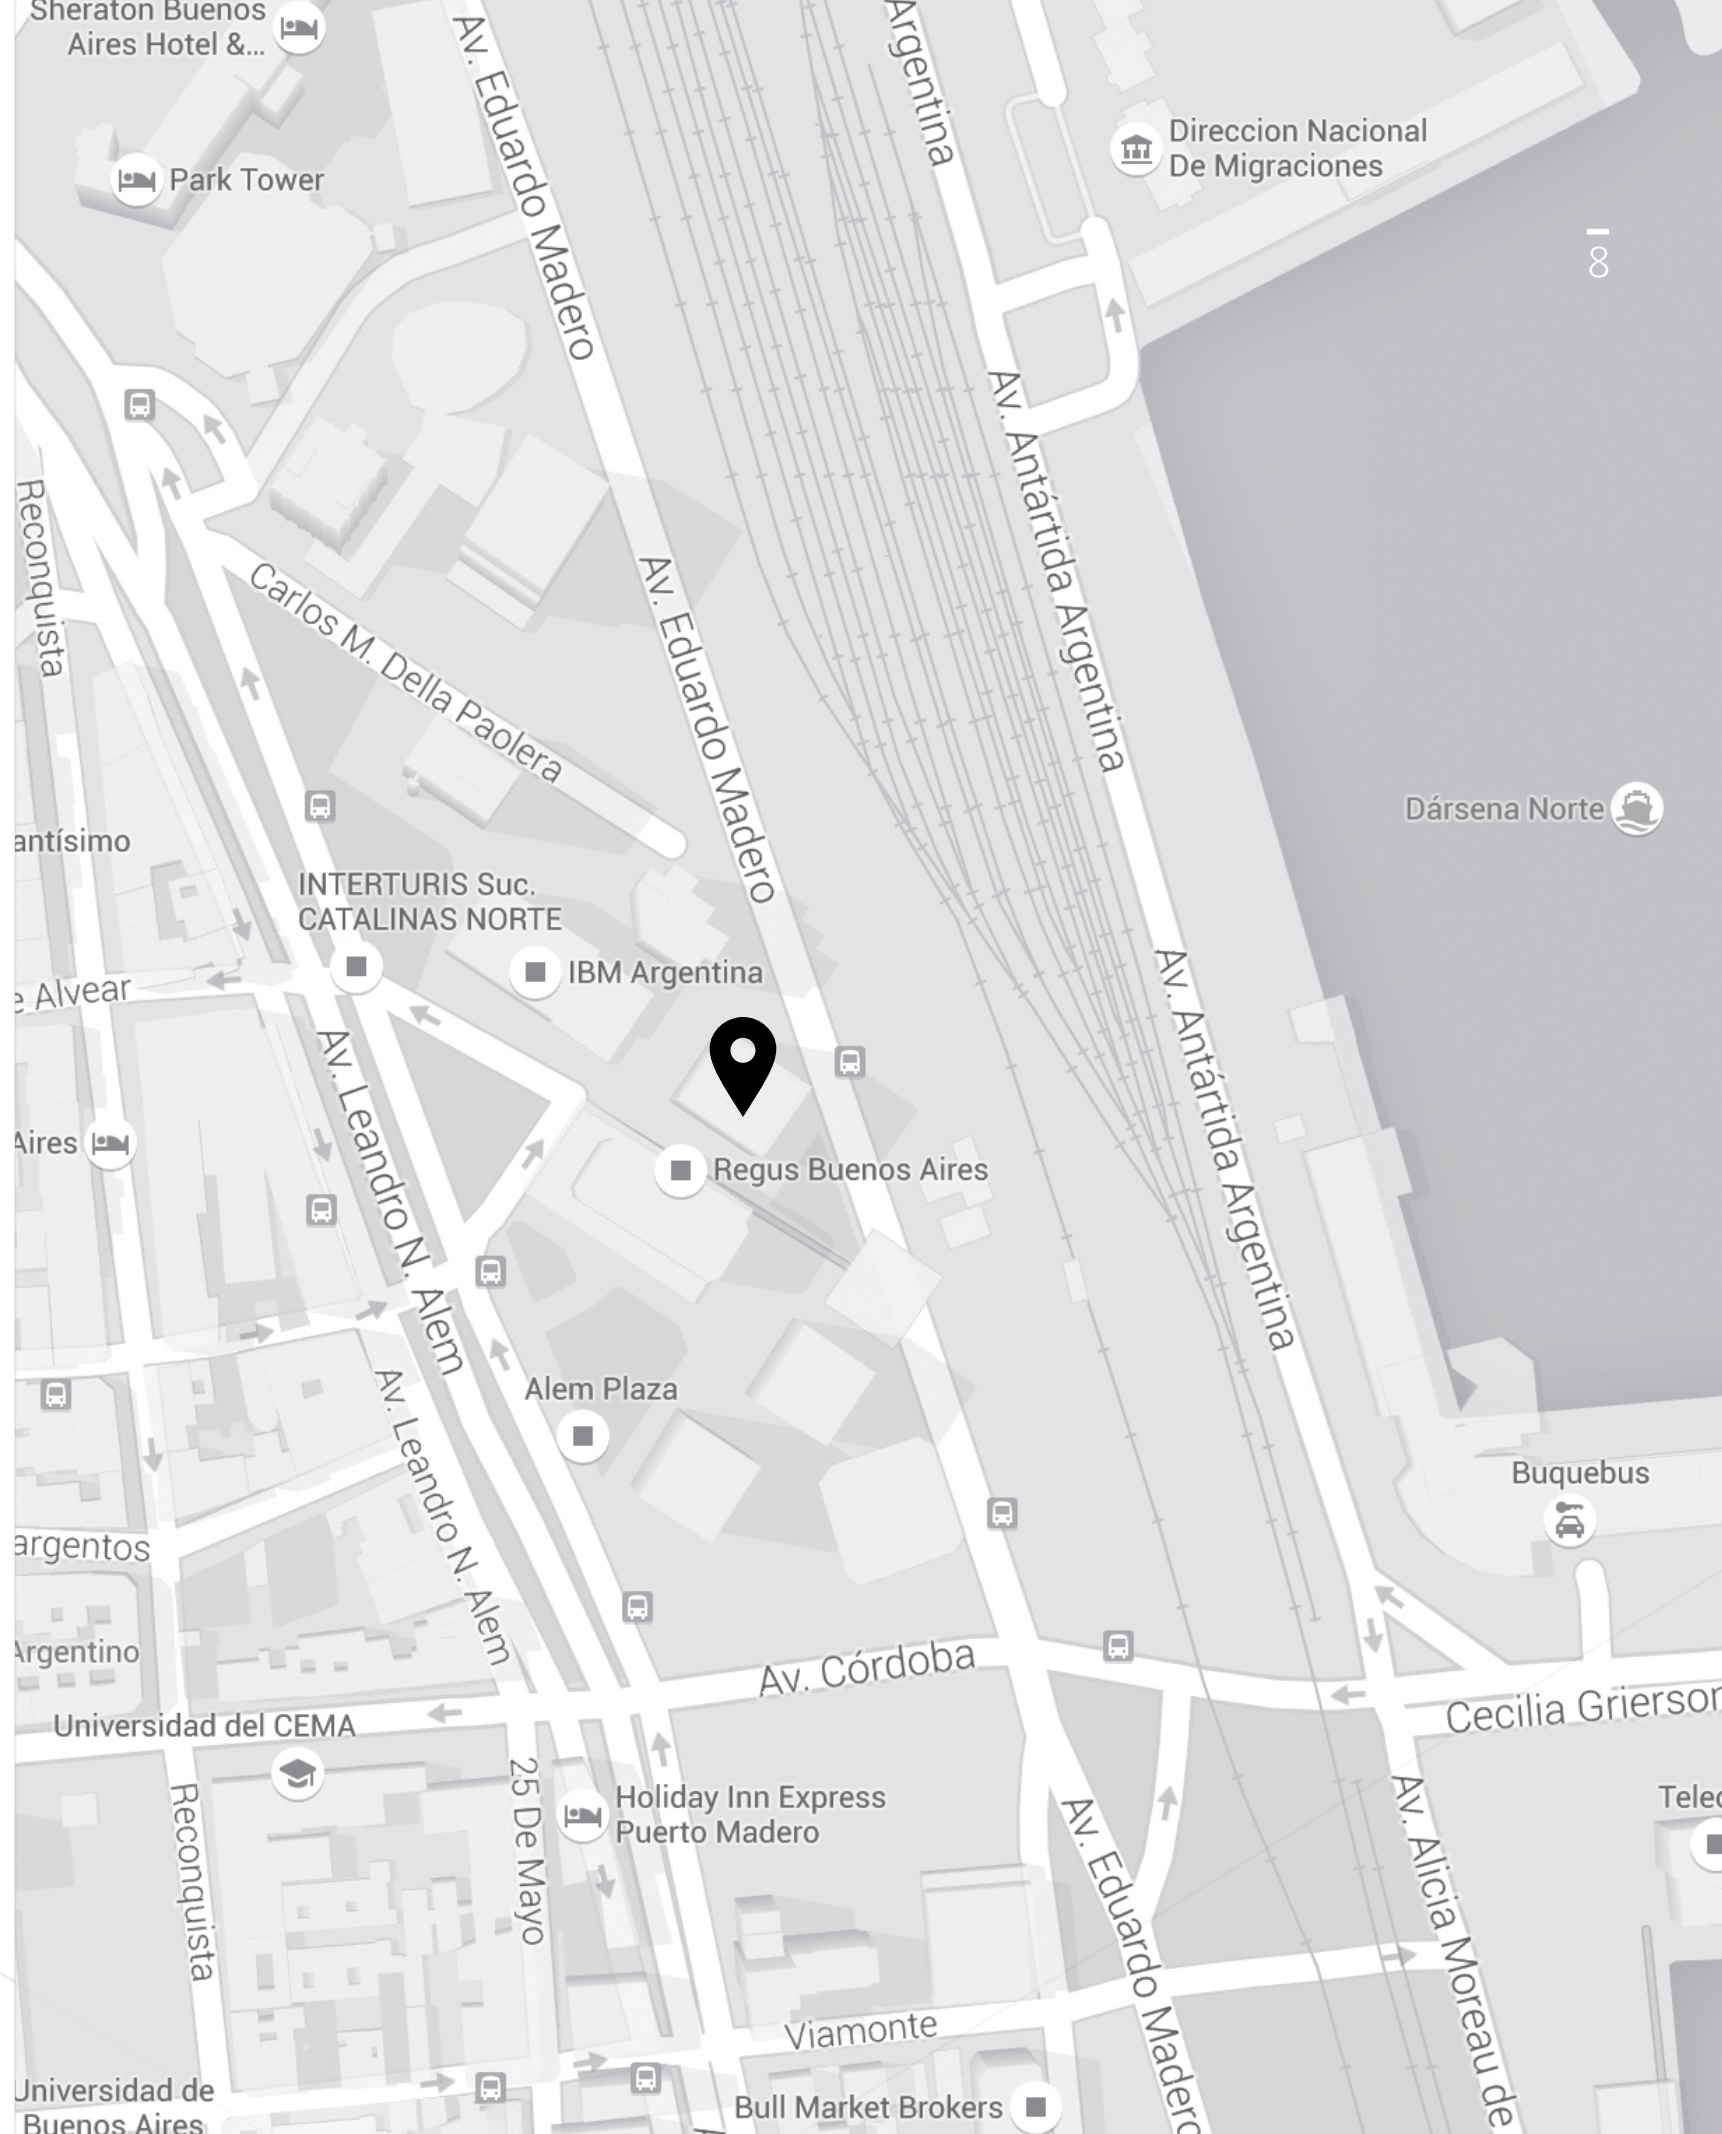 Sheraton Buenos
Aires Hotel &...
Av. Eduardo Madero
Argentina
Direccion Nacional
De Migraciones
Park Tower
8
Av. Antártida Argentina
Reconquista
Carlos M. Della Paolera
Av. Eduardo Madero
Dársena Norte
antísimo
INTERTURIS Suc.
CATALINAS NORTE
IBM Argentina
e Alvear
Av. Antártida Argentina
Av. Leandro N. Alem
Aires
Regus Buenos Aires
Alem Plaza
Av. Leandro N. Alem
Buquebus
argentos
Argentino
Av. Córdoba
Cecilia Grierson
Universidad del CEMA
25 De Mayo
Reconquista
Holiday Inn Express
Puerto Madero
Av. Eduardo Madero
Av. Alicia Moreau de
Telec
Viamonte
Universidad de
Buenos Aires
Bull Market Brokers